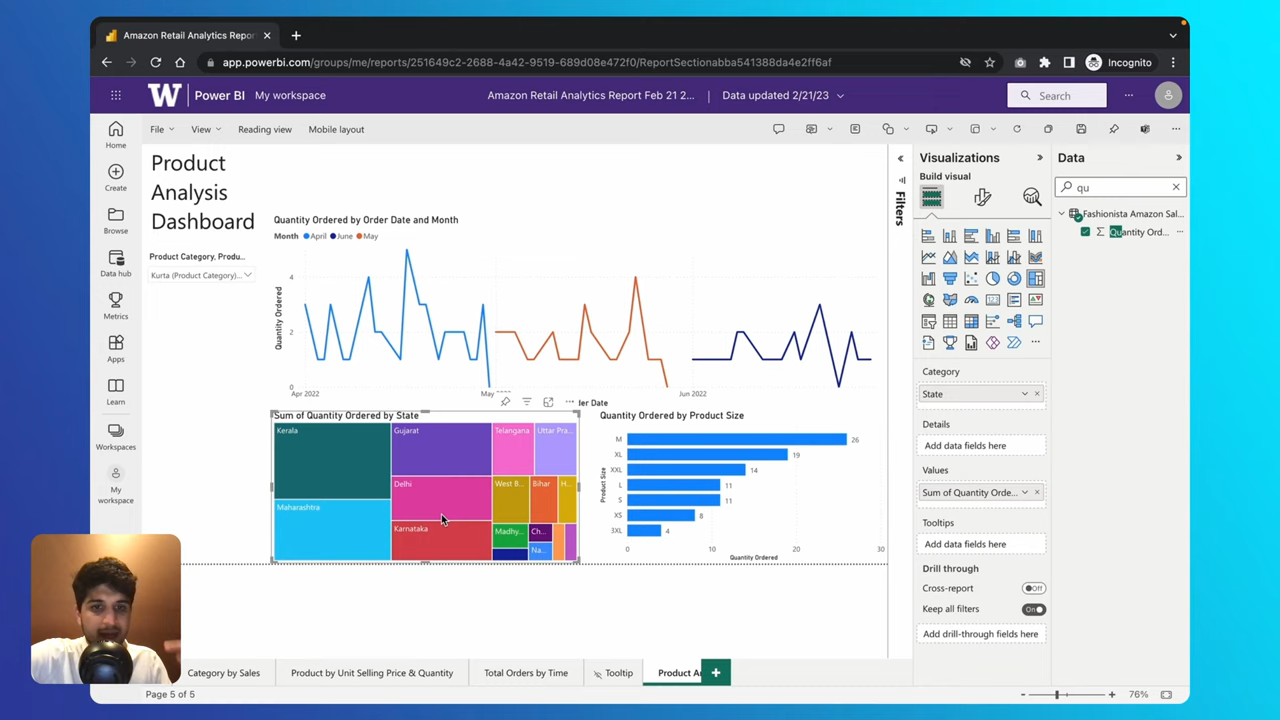 Amazon Retail Analytics Repor
app.powerbi.com/groups/me/reports/251649c2-2688-4a42-9519-689d08e472f0/ReportSectionabba541388da4e2ff6af
Incognito
W Power BI My workspace
Amazon Retail Analytics Report Feb 21 2... | Data updated 2/21/23
Search
File View Reading view Mobile layout
Home
Create
Browse
Data hub
Metrics
Apps
Learn
Workspaces
My workspace
Product
Analysis
Dashboard
Product Category, Produ...
Kurta (Product Category)...
Quantity Ordered by Order Date and Month
Month April June May
Quantity Ordered
4
2
0
Apr 2022 May Jun 2022
der Date
Sum of Quantity Ordered by State
Kerala
Gujarat
Telangana
Uttar Pra...
Maharashtra
Delhi
West B...
Bihar
H...
Karnataka
Madhy...
Ch...
Na...
Quantity Ordered by Product Size
Product Size
M 26
XL 19
XXL 14
L 11
S 11
XS 8
3XL 4
0 10 20 30
Quantity Ordered
Filters
Visualizations
Build visual
Category
State
Details
Add data fields here
Values
Sum of Quantity Orde...
Tooltips
Add data fields here
Drill through
Cross-report Off
Keep all filters On
Add drill-through fields here
Data
qu
Fashionista Amazon Sal...
Quantity Ord...
Category by Sales
Product by Unit Selling Price & Quantity
Total Orders by Time
Tooltip
Product A
Page 5 of 5
76%